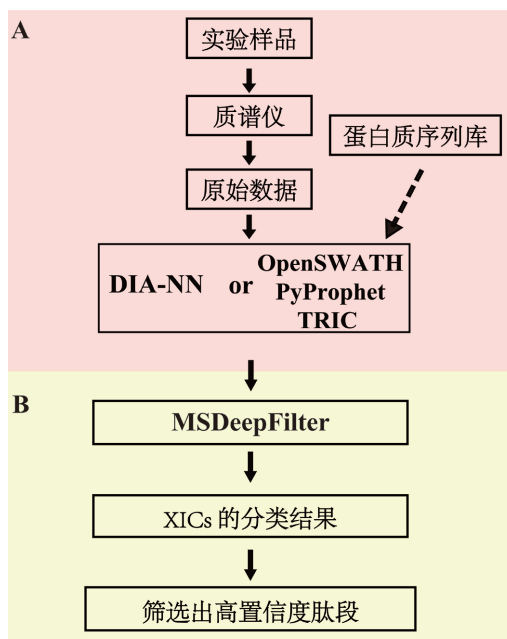 A
实验样品
质谱仪
蛋白质序列库
原始数据
DIA-NN or OpenSWATH
PyProphet
TRIC
B
MSDeepFilter
XICs 的分类结果
筛选出高置信度肽段